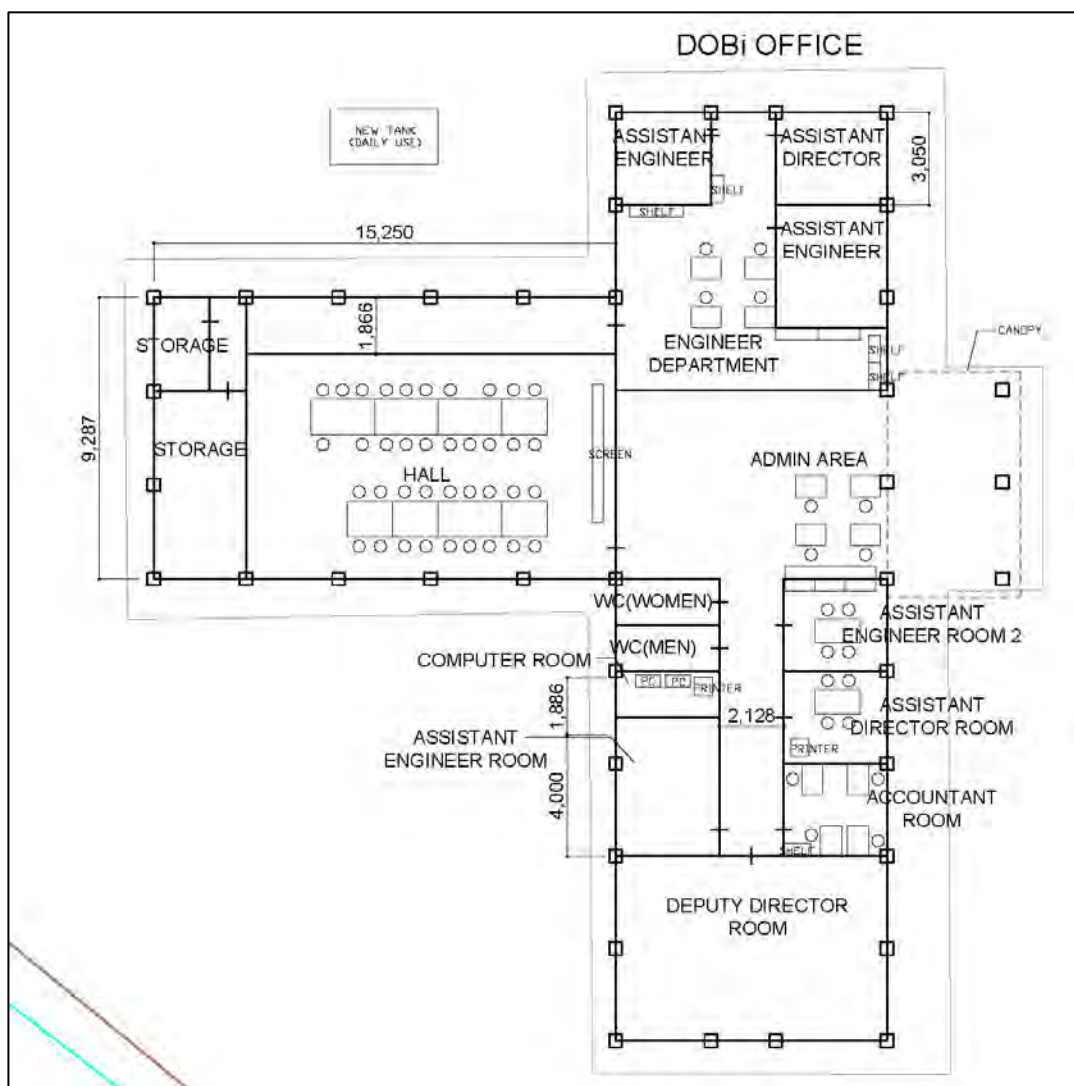 DOBi OFFICE
NEW TANK
(DAILY USE)
ASSISTANT
ENGINEER
ASSISTANT
DIRECTOR
3,050
SHELF
SHELF
15,250
ASSISTANT
ENGINEER
1,866
STORAGE
ENGINEER
DEPARTMENT
CANOPY
SHELF
SHELF
9,287
STORAGE
HALL
SCREEN
ADMIN AREA
WC(WOMEN)
ASSISTANT
ENGINEER ROOM 2
WC(MEN)
COMPUTER ROOM
PC
PC
PRINTER
1,886
2,128
ASSISTANT
DIRECTOR ROOM
ASSISTANT
ENGINEER ROOM
PRINTER
4,000
ACCOUNTANT
ROOM
SHELF
DEPUTY DIRECTOR
ROOM